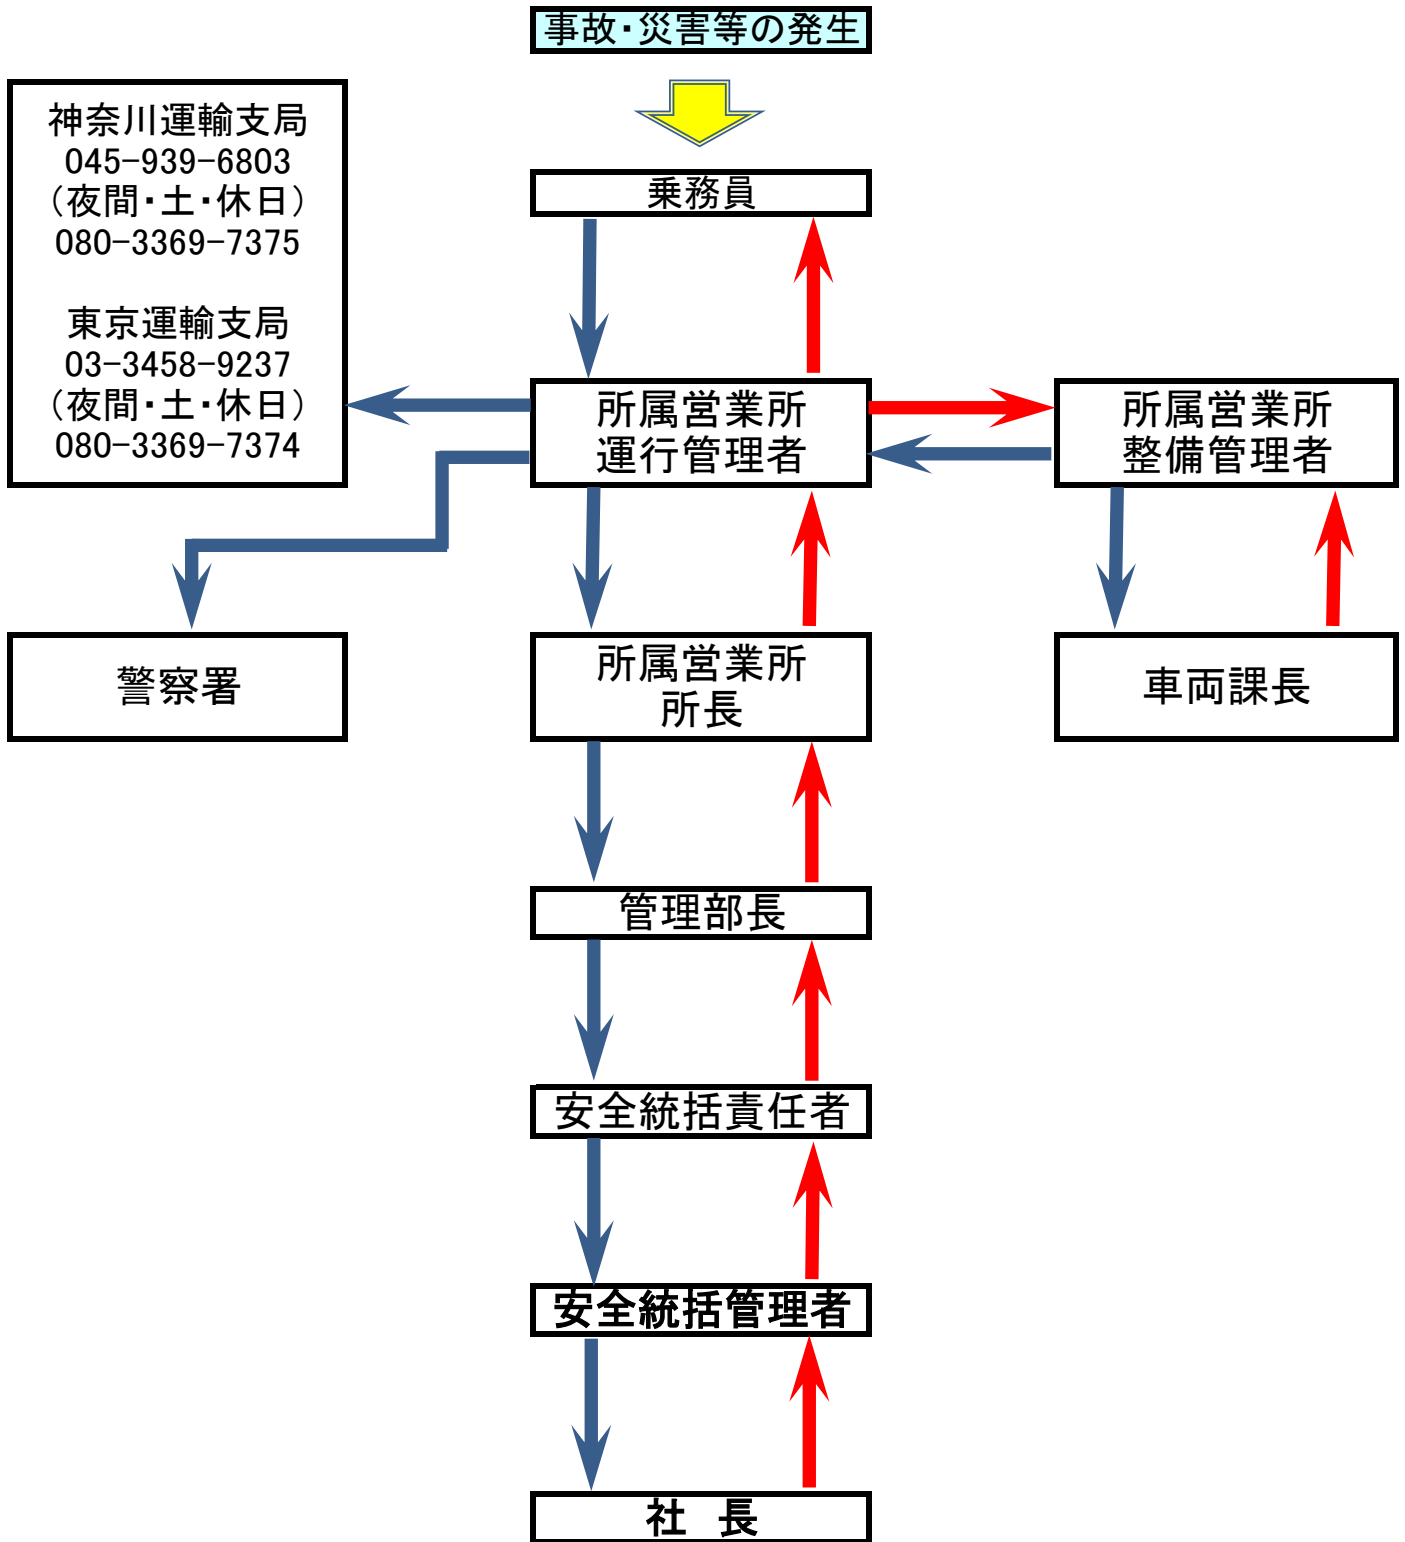 事故・災害等の発生
神奈川運輸支局
045-939-6803
（夜間・土・休日）
080-3369-7375
東京運輸支局
03-3458-9237
（夜間・土・休日）
080-3369-7374
乗務員
所属営業所
運行管理者
所属営業所
整備管理者
警察署
所属営業所
所長
車両課長
管理部長
安全統括責任者
安全統括管理者
社　長